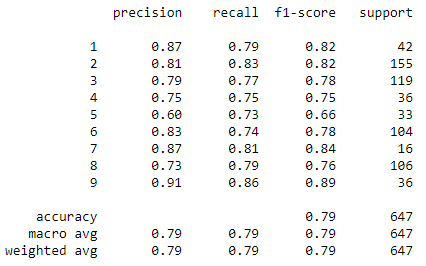 precision recall f1-score support
1 0.87 0.79 0.82 42
2 0.81 0.83 0.82 155
3 0.79 0.77 0.78 119
4 0.75 0.75 0.75 36
5 0.60 0.73 0.66 33
6 0.83 0.74 0.78 104
7 0.87 0.81 0.84 16
8 0.73 0.79 0.76 106
9 0.91 0.86 0.89 36
accuracy 0.79 647
macro avg 0.79 0.79 0.79 647
weighted avg 0.79 0.79 0.79 647